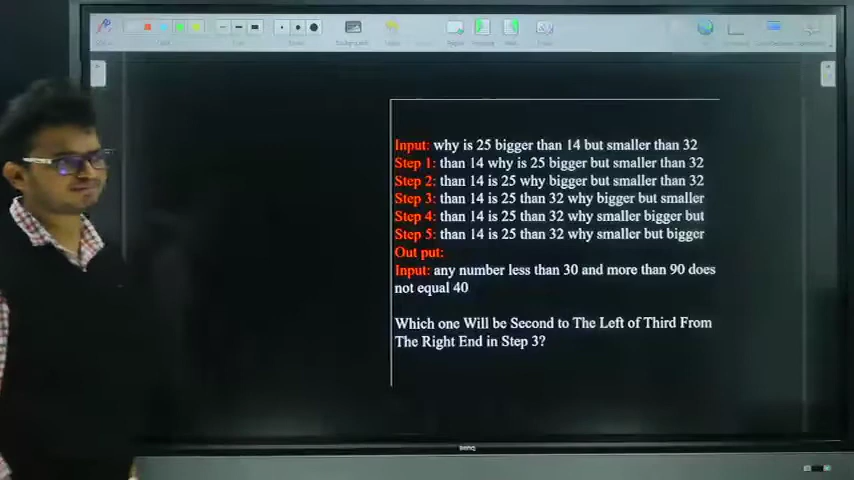 Input: why is 25 bigger than 14 but smaller than 32
Step 1: than 14 why is 25 bigger but smaller than 32
Step 2: than 14 is 25 why bigger but smaller than 32
Step 3: than 14 is 25 than 32 why bigger but smaller
Step 4: than 14 is 25 than 32 why smaller bigger but
Step 5: than 14 is 25 than 32 why smaller but bigger
Out put:
Input: any number less than 30 and more than 90 does
not equal 40
Which one Will be Second to The Left of Third From
The Right End in Step 3?